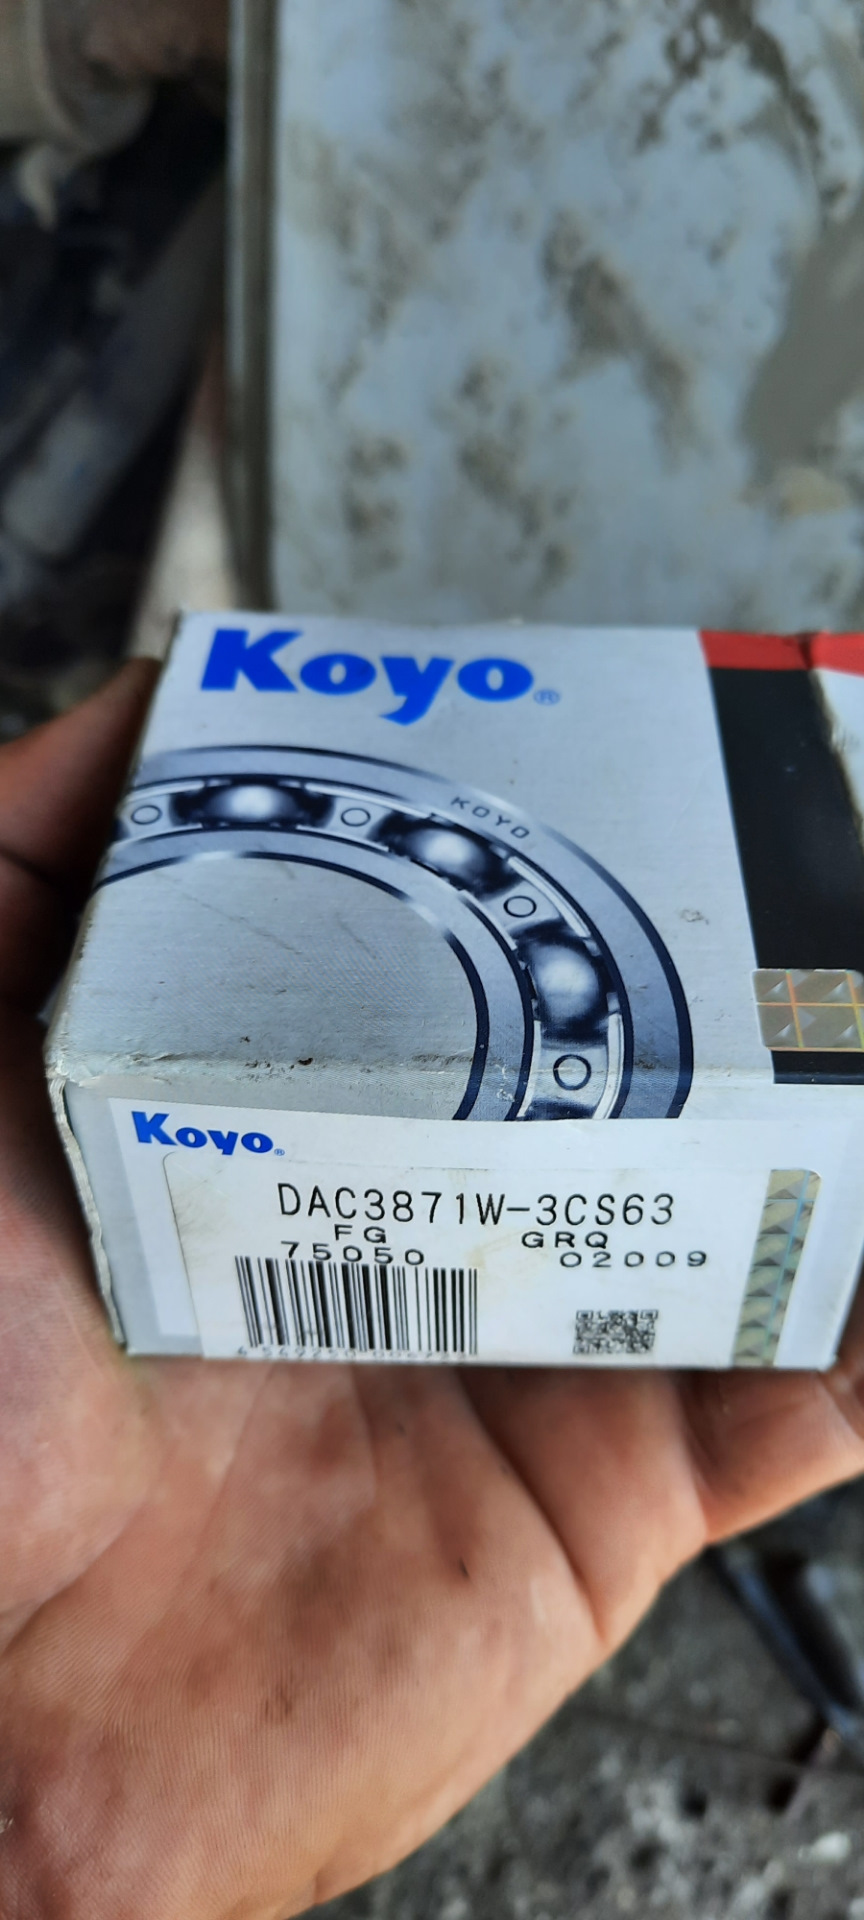 Koyo®
KOYO
Koyo®
DAC3871W-3CS63
FG GRQ
75050 02009